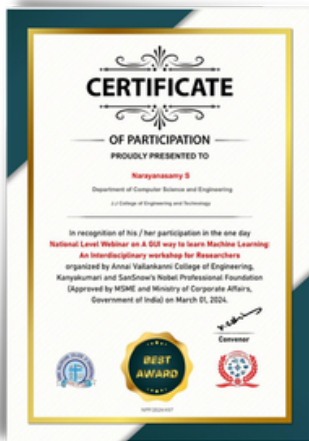 CERTIFICATE
OF PARTICIPATION
PROUDLY PRESENTED TO
Narayanasamy S
Department of Computer Science and Engineering
J.J College of Engineering and Technology
In recognition of his / her participation in the one day
National Level Webinar on A GUI way to learn Machine Learning:
An Interdisciplinary workshop for Researchers
organized by Annai Vailankanni College of Engineering,
Kanyakumari and SanSnow's Nobel Professional Foundation
(Approved by MSME and Ministry of Corporate Affairs,
Government of India) on March 01, 2024.
Convenor
BEST
AWARD